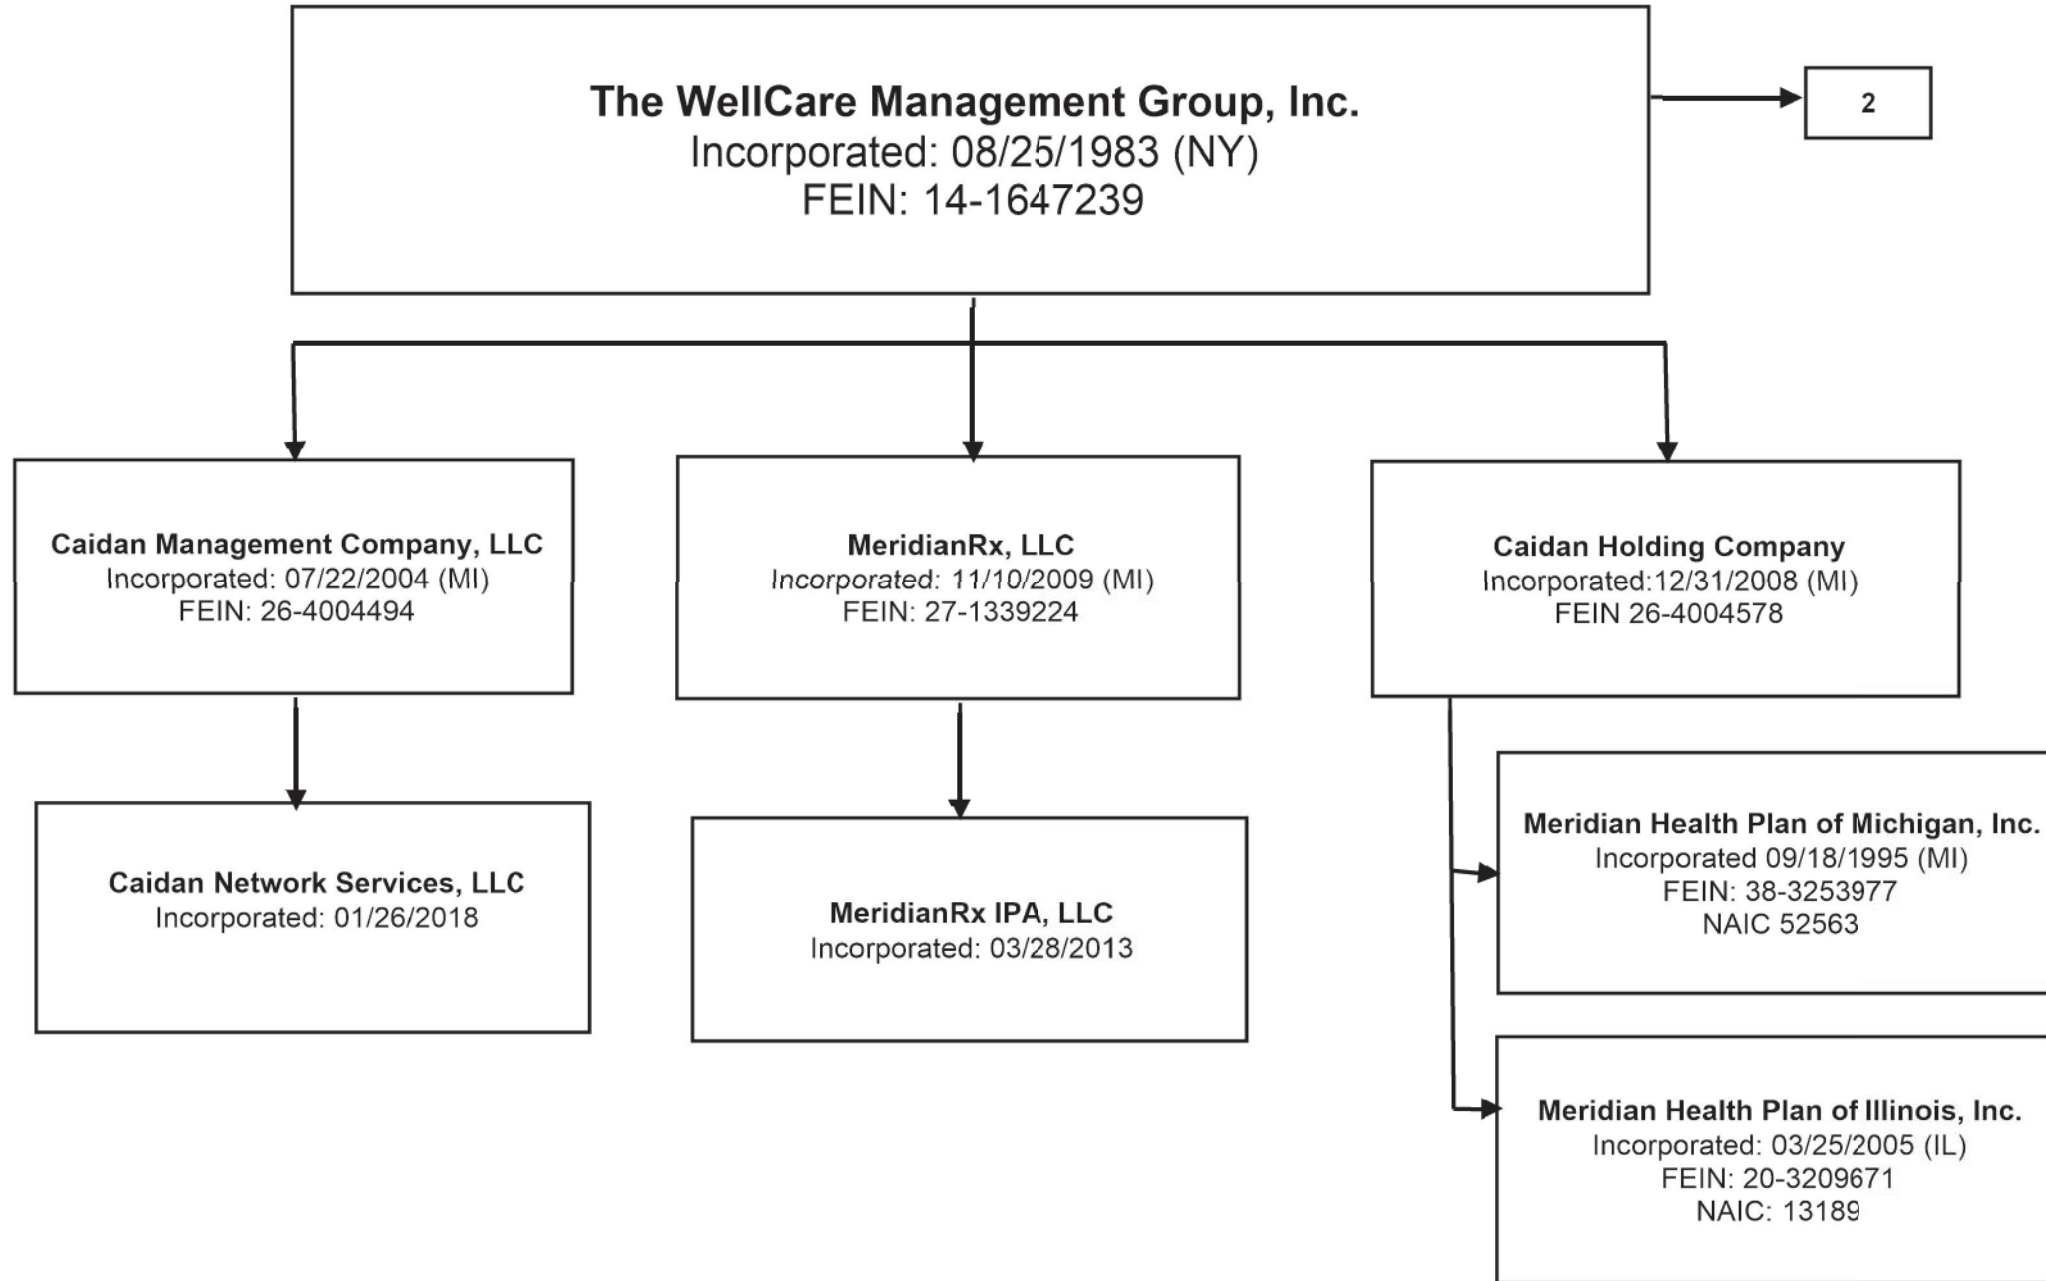 The WellCare Management Group, Inc.
Incorporated: 08/25/1983 (NY)
FEIN: 14-1647239
2
Caidan Management Company, LLC
Incorporated: 07/22/2004 (MI)
FEIN: 26-4004494
MeridianRx, LLC
Incorporated: 11/10/2009 (MI)
FEIN: 27-1339224
Caidan Holding Company
Incorporated:12/31/2008 (MI)
FEIN 26-4004578
Caidan Network Services, LLC
Incorporated: 01/26/2018
MeridianRx IPA, LLC
Incorporated: 03/28/2013
Meridian Health Plan of Michigan, Inc.
Incorporated 09/18/1995 (MI)
FEIN: 38-3253977
NAIC 52563
Meridian Health Plan of Illinois, Inc.
Incorporated: 03/25/2005 (IL)
FEIN: 20-3209671
NAIC: 13189